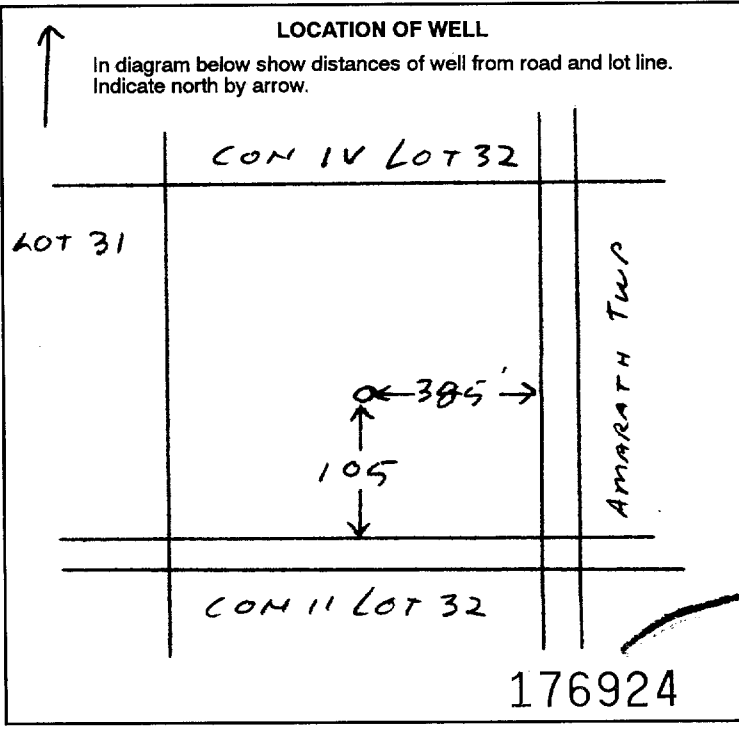 LOCATION OF WELL
In diagram below show distances of well from road and lot line.
Indicate north by arrow.
CON IV LOT 32
LOT 31
AMARATH TWP
385'
105
CON II LOT 32
176924